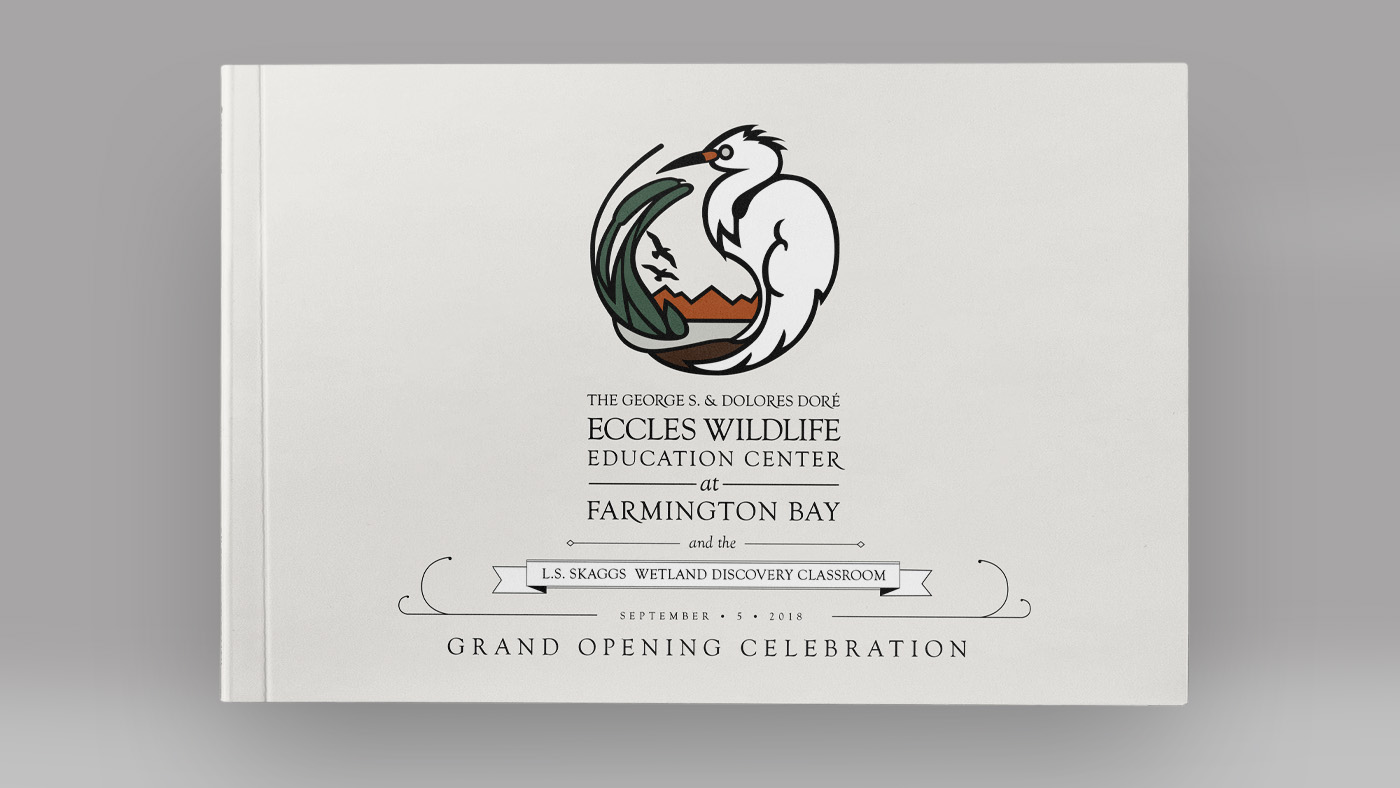 THE GEORGE S. & DOLORES DORÉ
ECCLES WILDLIFE
EDUCATION CENTER
at
FARMINGTON BAY
and the
L.S. SKAGGS WETLAND DISCOVERY CLASSROOM
SEPTEMBER • 5 • 2018
GRAND OPENING CELEBRATION